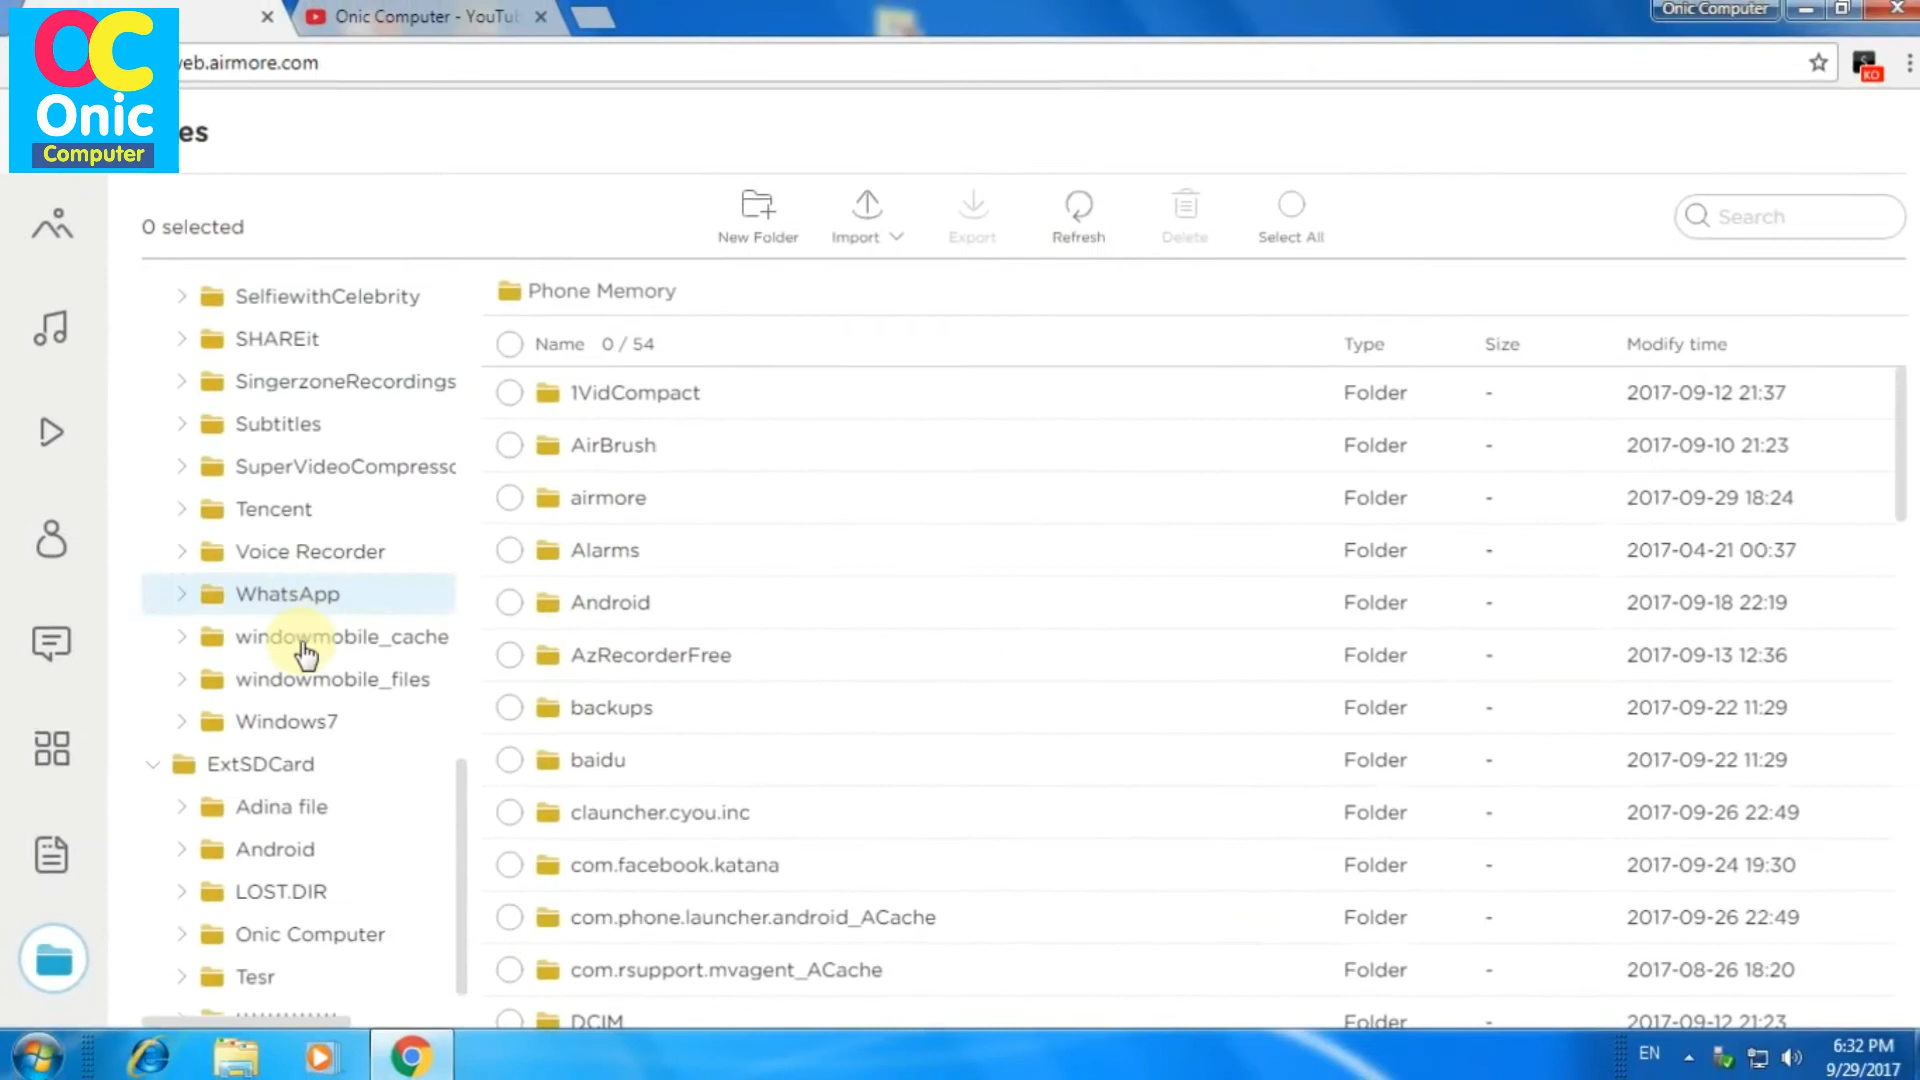 Onic Computer - YouTu
Onic Computer
eb.airmore.com
KO
OC
Onic
Computer
es
0 selected
New Folder
Import
Export
Refresh
Delete
Select All
Search
SelfiewithCelebrity
SHAREit
SingerzoneRecordings
Subtitles
SuperVideoCompressc
Tencent
Voice Recorder
WhatsApp
windowmobile_cache
windowmobile_files
Windows7
ExtSDCard
Adina file
Android
LOST.DIR
Onic Computer
Tesr
Phone Memory
Name 0 / 54 Type Size Modify time
1VidCompact Folder - 2017-09-12 21:37
AirBrush Folder - 2017-09-10 21:23
airmore Folder - 2017-09-29 18:24
Alarms Folder - 2017-04-21 00:37
Android Folder - 2017-09-18 22:19
AzRecorderFree Folder - 2017-09-13 12:36
backups Folder - 2017-09-22 11:29
baidu Folder - 2017-09-22 11:29
clauncher.cyou.inc Folder - 2017-09-26 22:49
com.facebook.katana Folder - 2017-09-24 19:30
com.phone.launcher.android_ACache Folder - 2017-09-26 22:49
com.rsupport.mvagent_ACache Folder - 2017-08-26 18:20
DCIM Folder - 2017-09-12 21:23
EN
6:32 PM
9/29/2017